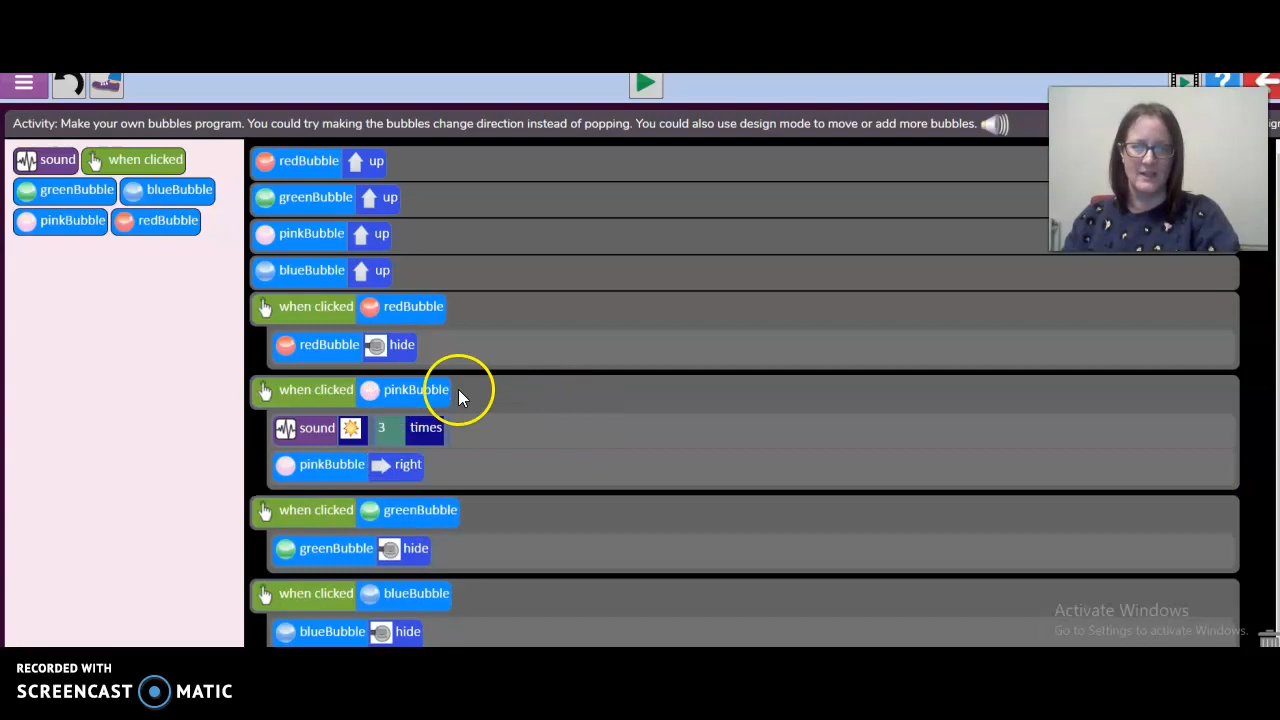 Activity: Make your own bubbles program. You could try making the bubbles change direction instead of popping. You could also use design mode to move or add more bubbles.
sound when clicked
greenBubble blueBubble
pinkBubble redBubble
redBubble up
greenBubble up
pinkBubble up
blueBubble up
when clicked redBubble
redBubble hide
when clicked pinkBubble
sound 3 times
pinkBubble right
when clicked greenBubble
greenBubble hide
when clicked blueBubble
blueBubble hide
Activate Windows
Go to Settings to activate Windows.
RECORDED WITH
SCREENCAST MATIC